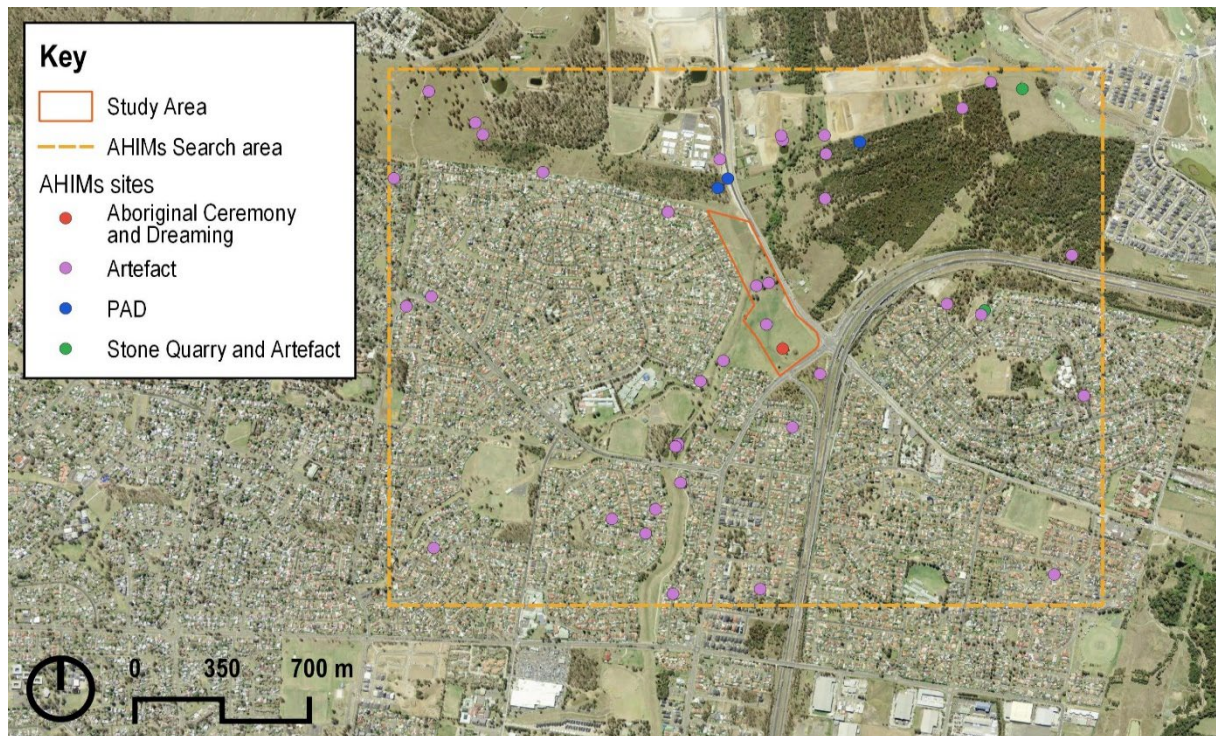 Key
Study Area
AHIMs Search area
AHIMs sites
Aboriginal Ceremony
and Dreaming
Artefact
PAD
Stone Quarry and Artefact
0 350 700 m